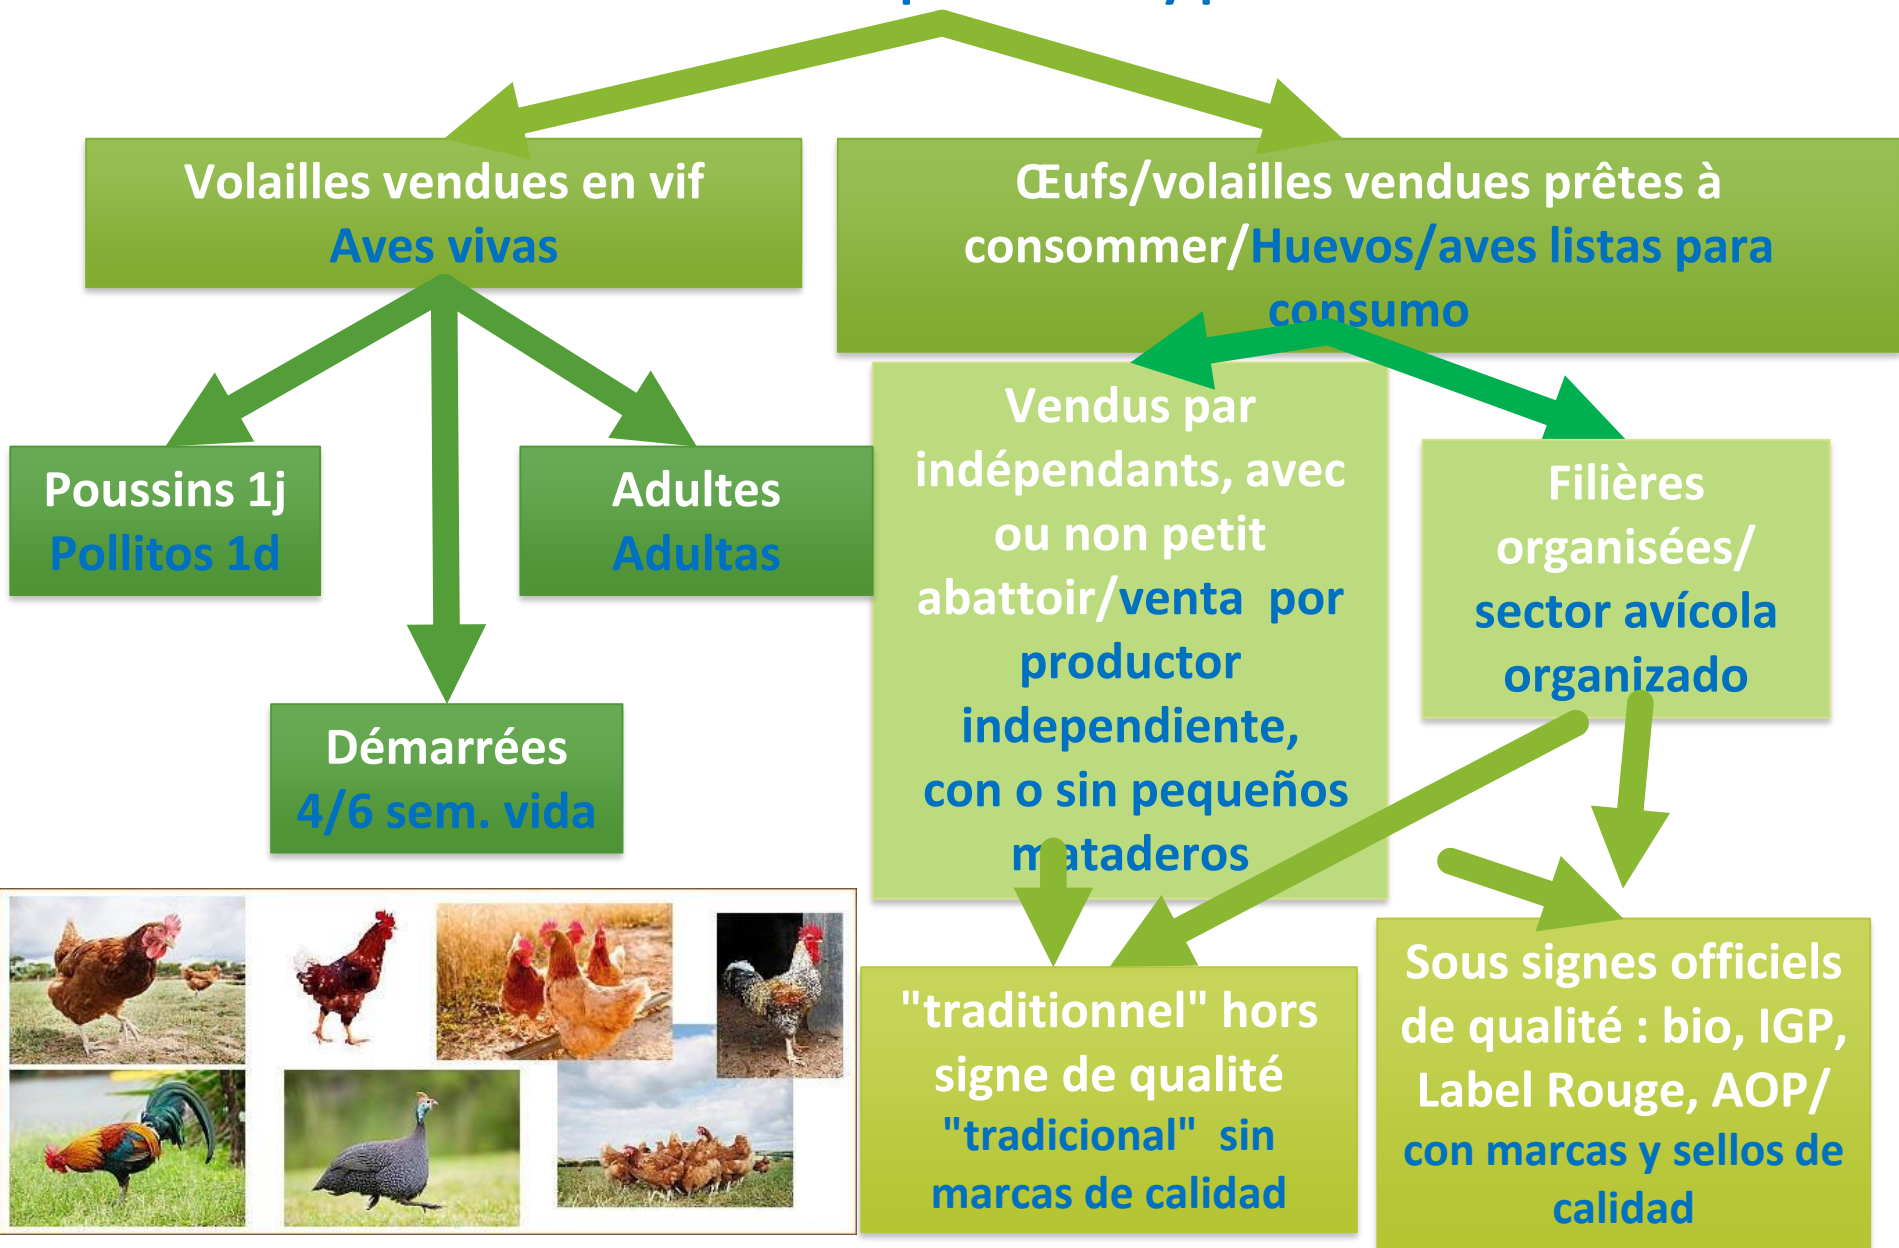 Volailles vendues en vif
Aves vivas
Œufs/volailles vendues prêtes à
consommer/Huevos/aves listas para
consumo
Poussins 1j
Pollitos 1d
Adultes
Adultas
Démarrées
4/6 sem. vida
Vendus par
indépendants, avec
ou non petit
abattoir/venta por
productor
independiente,
con o sin pequeños
mataderos
Filières
organisées/
sector avícola
organizado
"traditionnel" hors
signe de qualité
"tradicional" sin
marcas de calidad
Sous signes officiels
de qualité : bio, IGP,
Label Rouge, AOP/
con marcas y sellos de
calidad